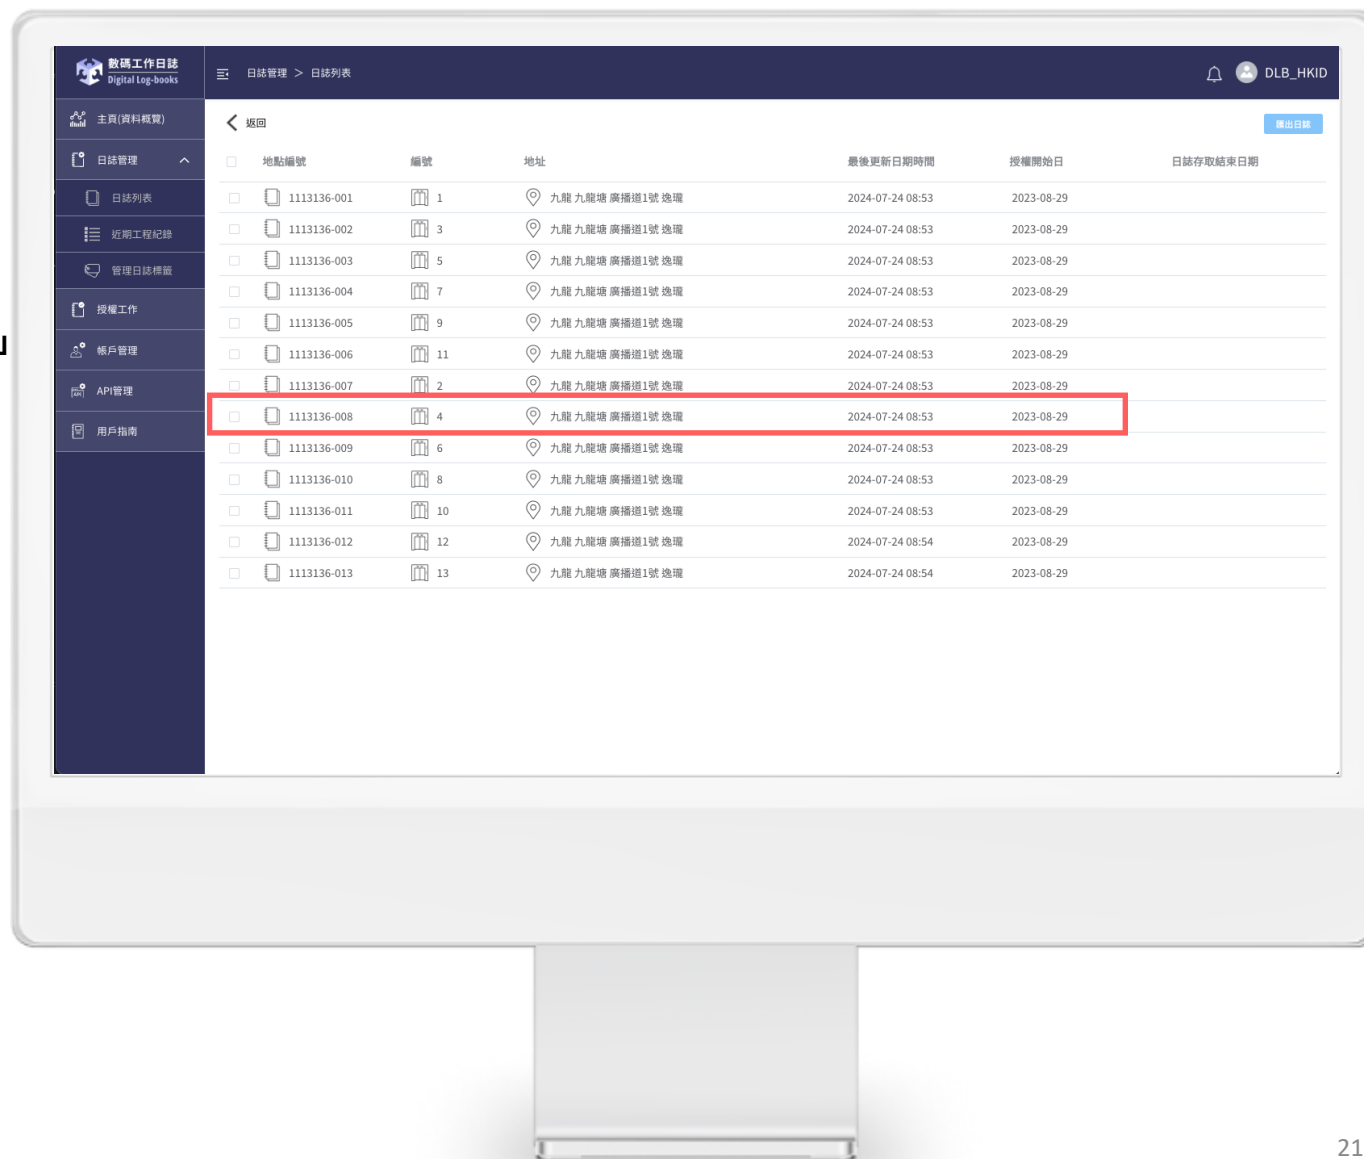 數碼工作日誌
Digital Log-books
日誌管理 > 日誌列表
DLB_HKID
主頁(資料概覽)
日誌管理
日誌列表
近期工程紀錄
管理日誌標籤
授權工作
帳戶管理
API管理
用戶指南
返回
匯出日誌
地點編號 編號 地址 最後更新日期時間 授權開始日 日誌存取結束日期
1113136-001 1 九龍 九龍塘 廣播道1號 逸瓏 2024-07-24 08:53 2023-08-29
1113136-002 3 九龍 九龍塘 廣播道1號 逸瓏 2024-07-24 08:53 2023-08-29
1113136-003 5 九龍 九龍塘 廣播道1號 逸瓏 2024-07-24 08:53 2023-08-29
1113136-004 7 九龍 九龍塘 廣播道1號 逸瓏 2024-07-24 08:53 2023-08-29
1113136-005 9 九龍 九龍塘 廣播道1號 逸瓏 2024-07-24 08:53 2023-08-29
1113136-006 11 九龍 九龍塘 廣播道1號 逸瓏 2024-07-24 08:53 2023-08-29
1113136-007 2 九龍 九龍塘 廣播道1號 逸瓏 2024-07-24 08:53 2023-08-29
1113136-008 4 九龍 九龍塘 廣播道1號 逸瓏 2024-07-24 08:53 2023-08-29
1113136-009 6 九龍 九龍塘 廣播道1號 逸瓏 2024-07-24 08:53 2023-08-29
1113136-010 8 九龍 九龍塘 廣播道1號 逸瓏 2024-07-24 08:53 2023-08-29
1113136-011 10 九龍 九龍塘 廣播道1號 逸瓏 2024-07-24 08:53 2023-08-29
1113136-012 12 九龍 九龍塘 廣播道1號 逸瓏 2024-07-24 08:54 2023-08-29
1113136-013 13 九龍 九龍塘 廣播道1號 逸瓏 2024-07-24 08:54 2023-08-29
21